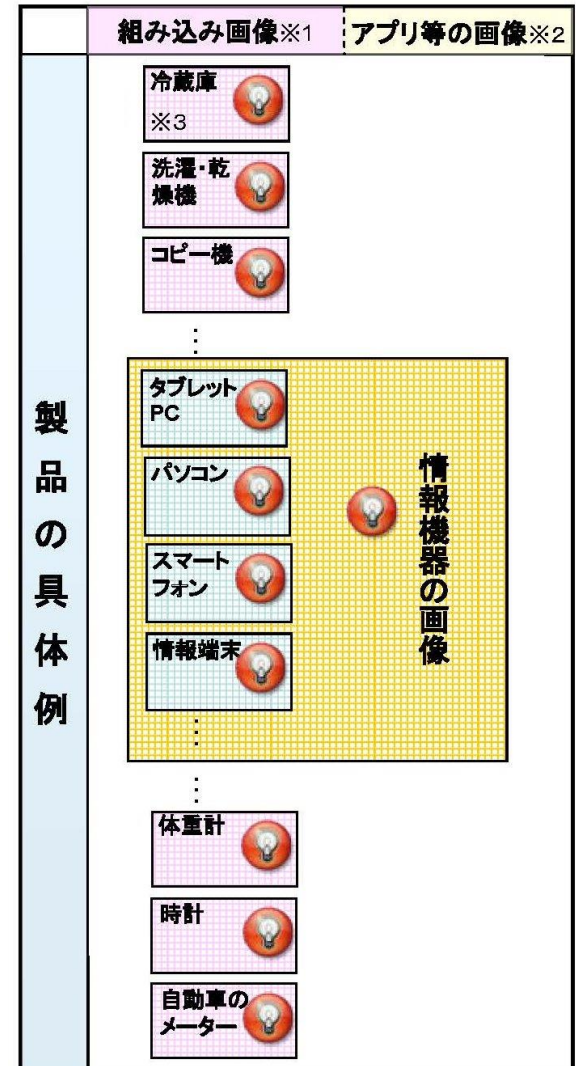 組み込み画像※1
アプリ等の画像※2
製品の具体例
冷蔵庫
※3
洗濯・乾
燥機
コピー機
⋮
タブレット
PC
パソコン
スマート
フォン
情報端末
⋮
情報機器の画像
⋮
体重計
時計
自動車の
メーター